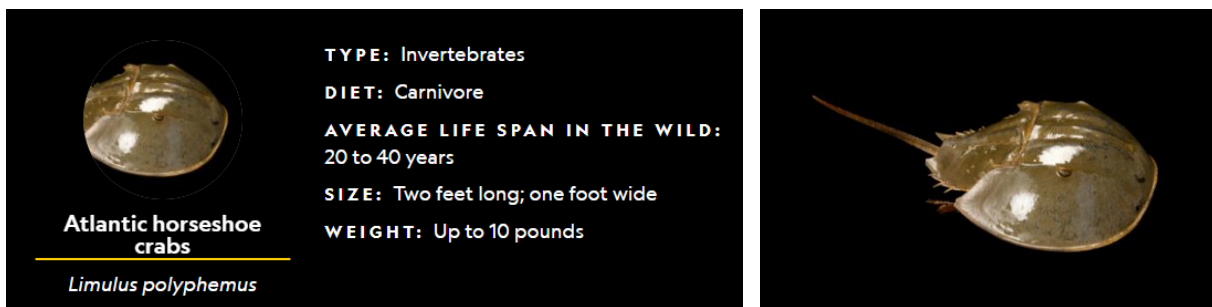 Atlantic horseshoe
crabs
Limulus polyphemus
TYPE: Invertebrates
DIET: Carnivore
AVERAGE LIFE SPAN IN THE WILD:
20 to 40 years
SIZE: Two feet long; one foot wide
WEIGHT: Up to 10 pounds